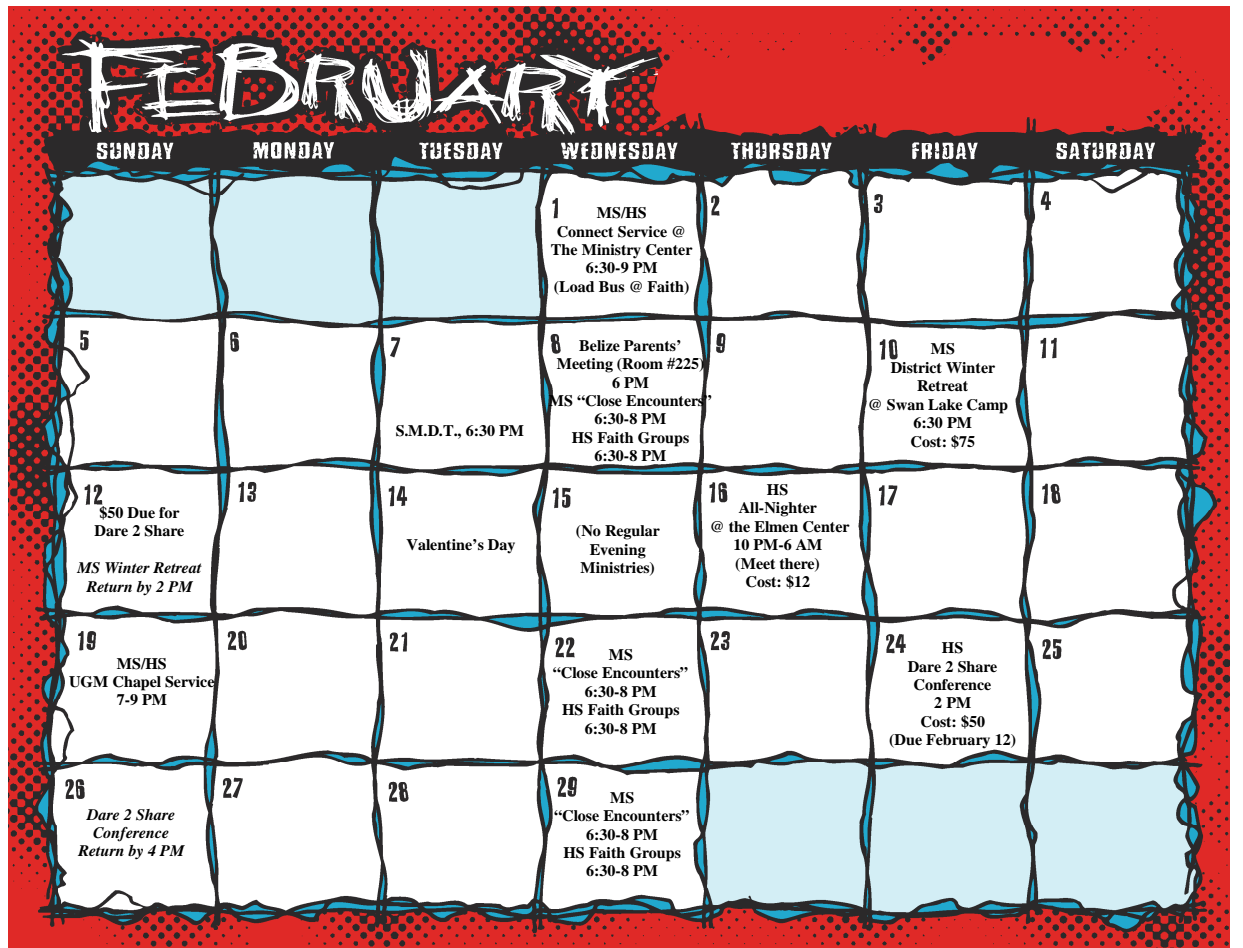 FEBRUARY
SUNDAY MONDAY TUESDAY WEDNESDAY THURSDAY FRIDAY SATURDAY
1
MS/HS
Connect Service @
The Ministry Center
6:30-9 PM
(Load Bus @ Faith)
2
3
4
5
6
7
S.M.D.T., 6:30 PM
8
Belize Parents’
Meeting (Room #225)
6 PM
MS “Close Encounters”
6:30-8 PM
HS Faith Groups
6:30-8 PM
9
10
MS
District Winter
Retreat
@ Swan Lake Camp
6:30 PM
Cost: $75
11
12
$50 Due for
Dare 2 Share
MS Winter Retreat
Return by 2 PM
13
14
Valentine’s Day
15
(No Regular
Evening
Ministries)
16
HS
All-Nighter
@ the Elmen Center
10 PM-6 AM
(Meet there)
Cost: $12
17
18
19
MS/HS
UGM Chapel Service
7-9 PM
20
21
22
MS
“Close Encounters”
6:30-8 PM
HS Faith Groups
6:30-8 PM
23
24
HS
Dare 2 Share
Conference
2 PM
Cost: $50
(Due February 12)
25
26
Dare 2 Share
Conference
Return by 4 PM
27
28
29
MS
“Close Encounters”
6:30-8 PM
HS Faith Groups
6:30-8 PM